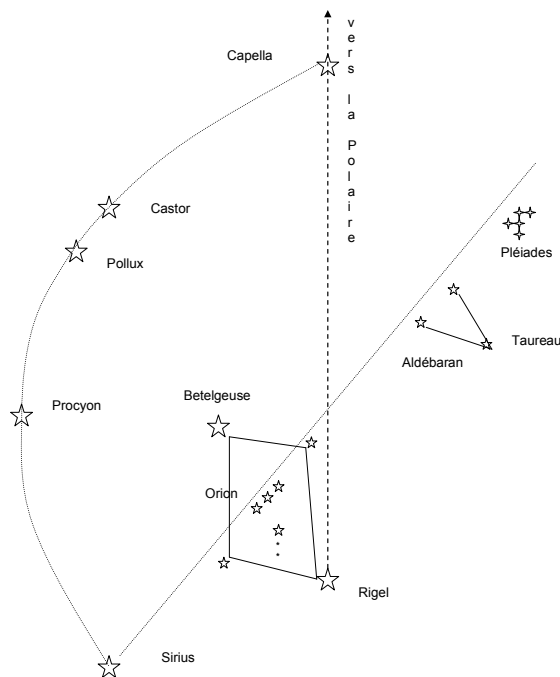 Capella
vers la Polaire
Castor
Pollux
Pléiades
Taureau
Aldébaran
Betelgeuse
Procyon
Orion
Rigel
Sirius